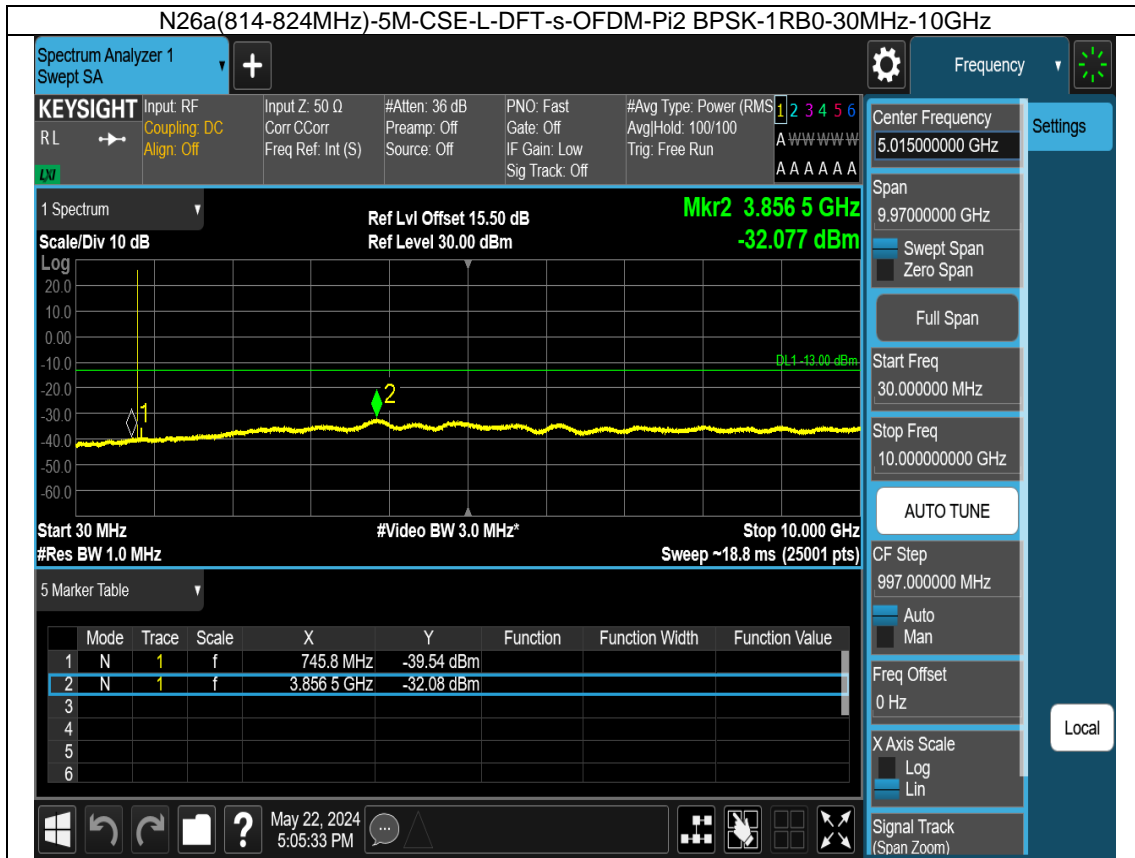 N26a(814-824MHz)-5M-CSE-L-DFT-s-OFDM-Pi2 BPSK-1RB0-30MHz-10GHz
Spectrum Analyzer 1
Swept SA
+
Frequency
KEYSIGHT
RL
LXI
Input: RF
Coupling: DC
Align: Off
Input Z: 50 Ω
Corr CCorr
Freq Ref: Int (S)
#Atten: 36 dB
Preamp: Off
Source: Off
PNO: Fast
Gate: Off
IF Gain: Low
Sig Track: Off
#Avg Type: Power (RMS
Avg|Hold: 100/100
Trig: Free Run
1 2 3 4 5 6
A W W W W W
A A A A A A
1 Spectrum
Scale/Div 10 dB
Ref Lvl Offset 15.50 dB
Ref Level 30.00 dBm
Mkr2 3.856 5 GHz
-32.077 dBm
Log
20.0
10.0
0.00
-10.0
-20.0
-30.0
-40.0
-50.0
-60.0
DL1 -13.00 dBm
1
2
Start 30 MHz
#Res BW 1.0 MHz
#Video BW 3.0 MHz*
Stop 10.000 GHz
Sweep ~18.8 ms (25001 pts)
5 Marker Table
Mode Trace Scale X Y Function Function Width Function Value
1 N 1 f 745.8 MHz -39.54 dBm
2 N 1 f 3.856 5 GHz -32.08 dBm
3
4
5
6
Center Frequency
5.015000000 GHz
Span
9.97000000 GHz
Swept Span
Zero Span
Full Span
Start Freq
30.000000 MHz
Stop Freq
10.000000000 GHz
AUTO TUNE
CF Step
997.000000 MHz
Auto
Man
Freq Offset
0 Hz
X Axis Scale
Log
Lin
Signal Track
(Span Zoom)
Settings
Local
?
May 22, 2024
5:05:33 PM